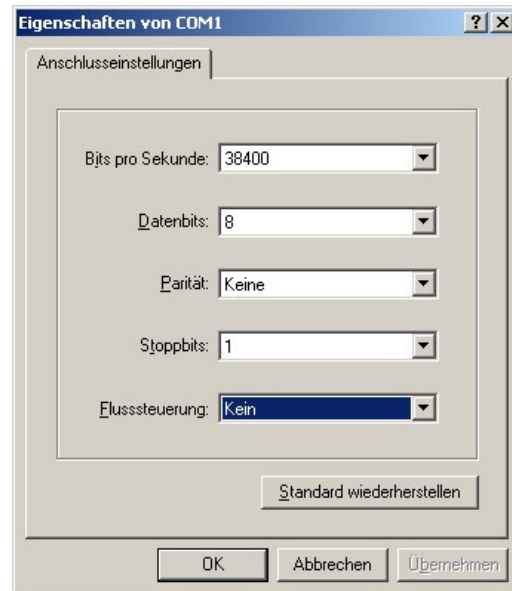 Eigenschaften von COM1
Anschlusseinstellungen
Bits pro Sekunde: 38400
Datenbits: 8
Parität: Keine
Stoppbits: 1
Flusssteuerung: Kein
Standard wiederherstellen
OK Abbrechen Übernehmen